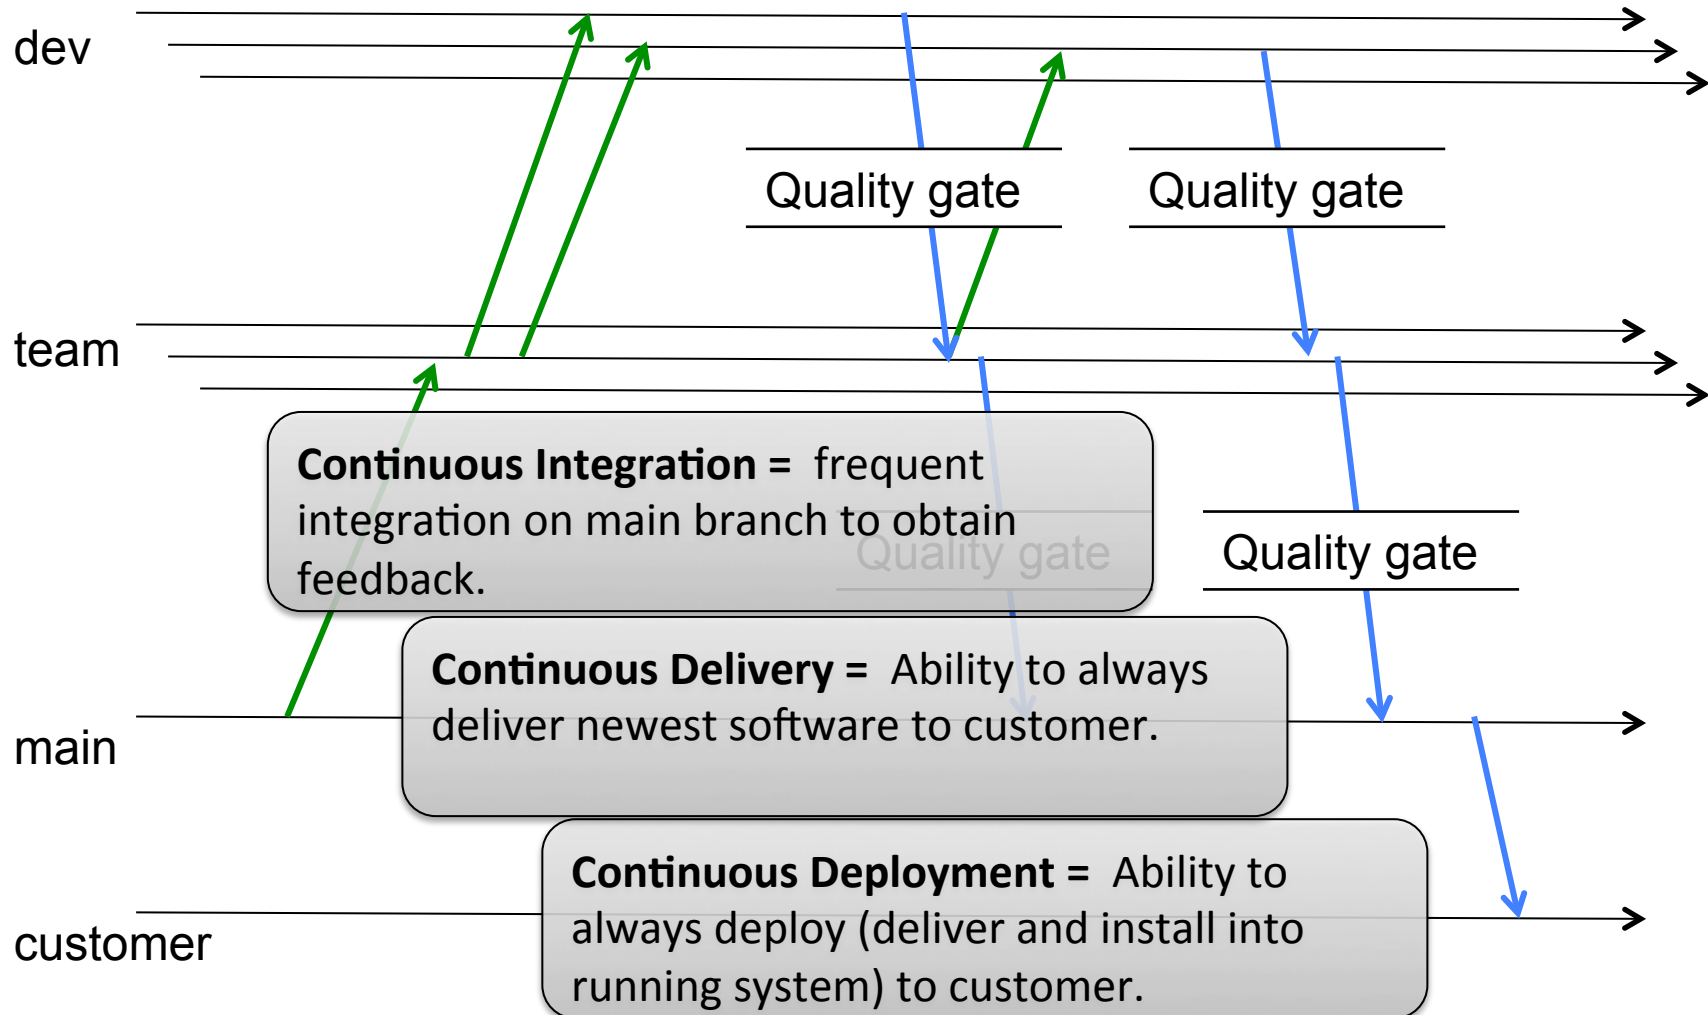 dev
Quality gate
Quality gate
team
Continuous Integration = frequent
integration on main branch to obtain
feedback.
Quality gate
Quality gate
Continuous Delivery = Ability to always
deliver newest software to customer.
main
Continuous Deployment = Ability to
always deploy (deliver and install into
running system) to customer.
customer